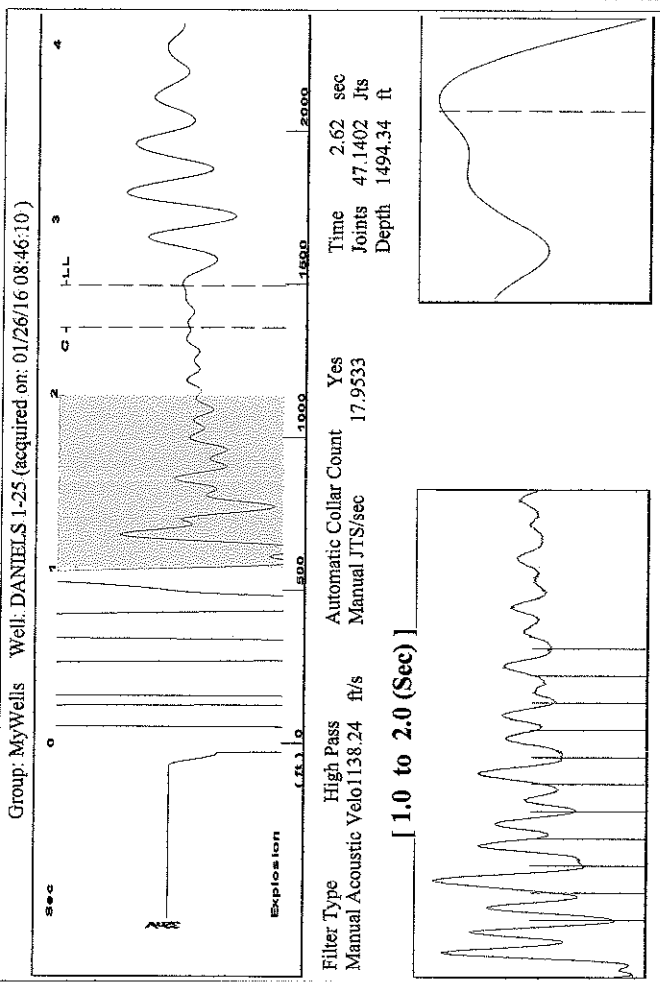 Group: MyWells Well: DANIELS 1-25 (acquired on: 01/26/16 08:46:10 )
Sec 0 1 2 3 4
C LL
Explosion
( ft ) 0 500 1000 1500 2000
Filter Type High Pass Automatic Collar Count Yes Time 2.62 sec
Manual Acoustic Velo1138.24 ft/s Manual JTS/sec 17.9533 Joints 47.1402 Jts
Depth 1494.34 ft
[ 1.0 to 2.0 (Sec) ]